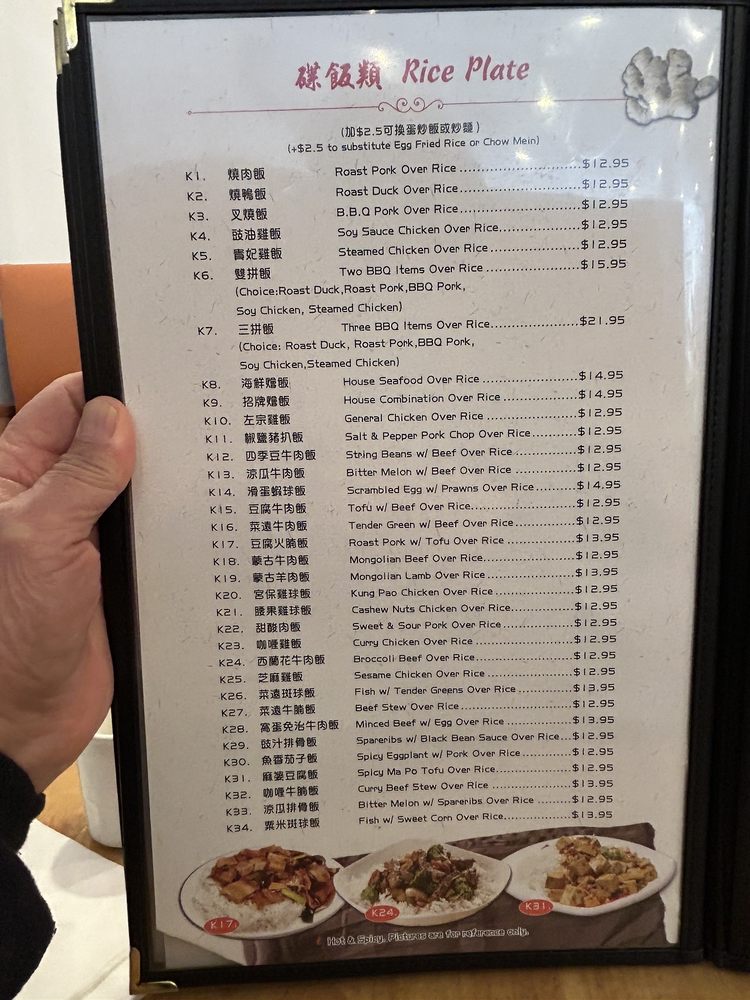 碟飯類 Rice Plate
(加$2.5可換蛋炒飯或炒麵)
(+$2.5 to substitute Egg Fried Rice or Chow Mein)
K1. 燒肉飯 Roast Pork Over Rice $12.95
K2. 燒鴨飯 Roast Duck Over Rice $12.95
K3. 叉燒飯 B.B.Q Pork Over Rice $12.95
K4. 豉油雞飯 Soy Sauce Chicken Over Rice $12.95
K5. 貴妃雞飯 Steamed Chicken Over Rice $12.95
K6. 雙拼飯 Two BBQ Items Over Rice $15.95
(Choice:Roast Duck,Roast Pork,BBQ Pork,
Soy Chicken, Steamed Chicken)
K7. 三拼飯 Three BBQ Items Over Rice $21.95
(Choice: Roast Duck, Roast Pork,BBQ Pork,
Soy Chicken,Steamed Chicken)
K8. 海鮮燴飯 House Seafood Over Rice $14.95
K9. 招牌燴飯 House Combination Over Rice $14.95
K10. 左宗雞飯 General Chicken Over Rice $12.95
K11. 椒鹽豬扒飯 Salt & Pepper Pork Chop Over Rice $12.95
K12. 四季豆牛肉飯 String Beans w/ Beef Over Rice $12.95
K13. 涼瓜牛肉飯 Bitter Melon w/ Beef Over Rice $12.95
K14. 滑蛋蝦球飯 Scrambled Egg w/ Prawns Over Rice $14.95
K15. 豆腐牛肉飯 Tofu w/ Beef Over Rice $12.95
K16. 菜遠牛肉飯 Tender Green w/ Beef Over Rice $12.95
K17. 豆腐火腩飯 Roast Pork w/ Tofu Over Rice $13.95
K18. 蒙古牛肉飯 Mongolian Beef Over Rice $12.95
K19. 蒙古羊肉飯 Mongolian Lamb Over Rice $13.95
K20. 宮保雞球飯 Kung Pao Chicken Over Rice $12.95
K21. 腰果雞球飯 Cashew Nuts Chicken Over Rice $12.95
K22. 甜酸肉飯 Sweet & Sour Pork Over Rice $12.95
K23. 咖喱雞飯 Curry Chicken Over Rice $12.95
K24. 西蘭花牛肉飯 Broccoli Beef Over Rice $12.95
K25. 芝麻雞飯 Sesame Chicken Over Rice $12.95
K26. 菜遠斑球飯 Fish w/ Tender Greens Over Rice $13.95
K27. 菜遠牛腩飯 Beef Stew Over Rice $12.95
K28. 窩蛋免治牛肉飯 Minced Beef w/ Egg Over Rice $13.95
K29. 豉汁排骨飯 Spareribs w/ Black Bean Sauce Over Rice $12.95
K30. 魚香茄子飯 Spicy Eggplant w/ Pork Over Rice $12.95
K31. 麻婆豆腐飯 Spicy Ma Po Tofu Over Rice $12.95
K32. 咖喱牛腩飯 Curry Beef Stew Over Rice $13.95
K33. 涼瓜排骨飯 Bitter Melon w/ Spareribs Over Rice $12.95
K34. 粟米斑球飯 Fish w/ Sweet Corn Over Rice $13.95
K17.
K24.
K31.
Hot & Spicy. Pictures are for reference only.